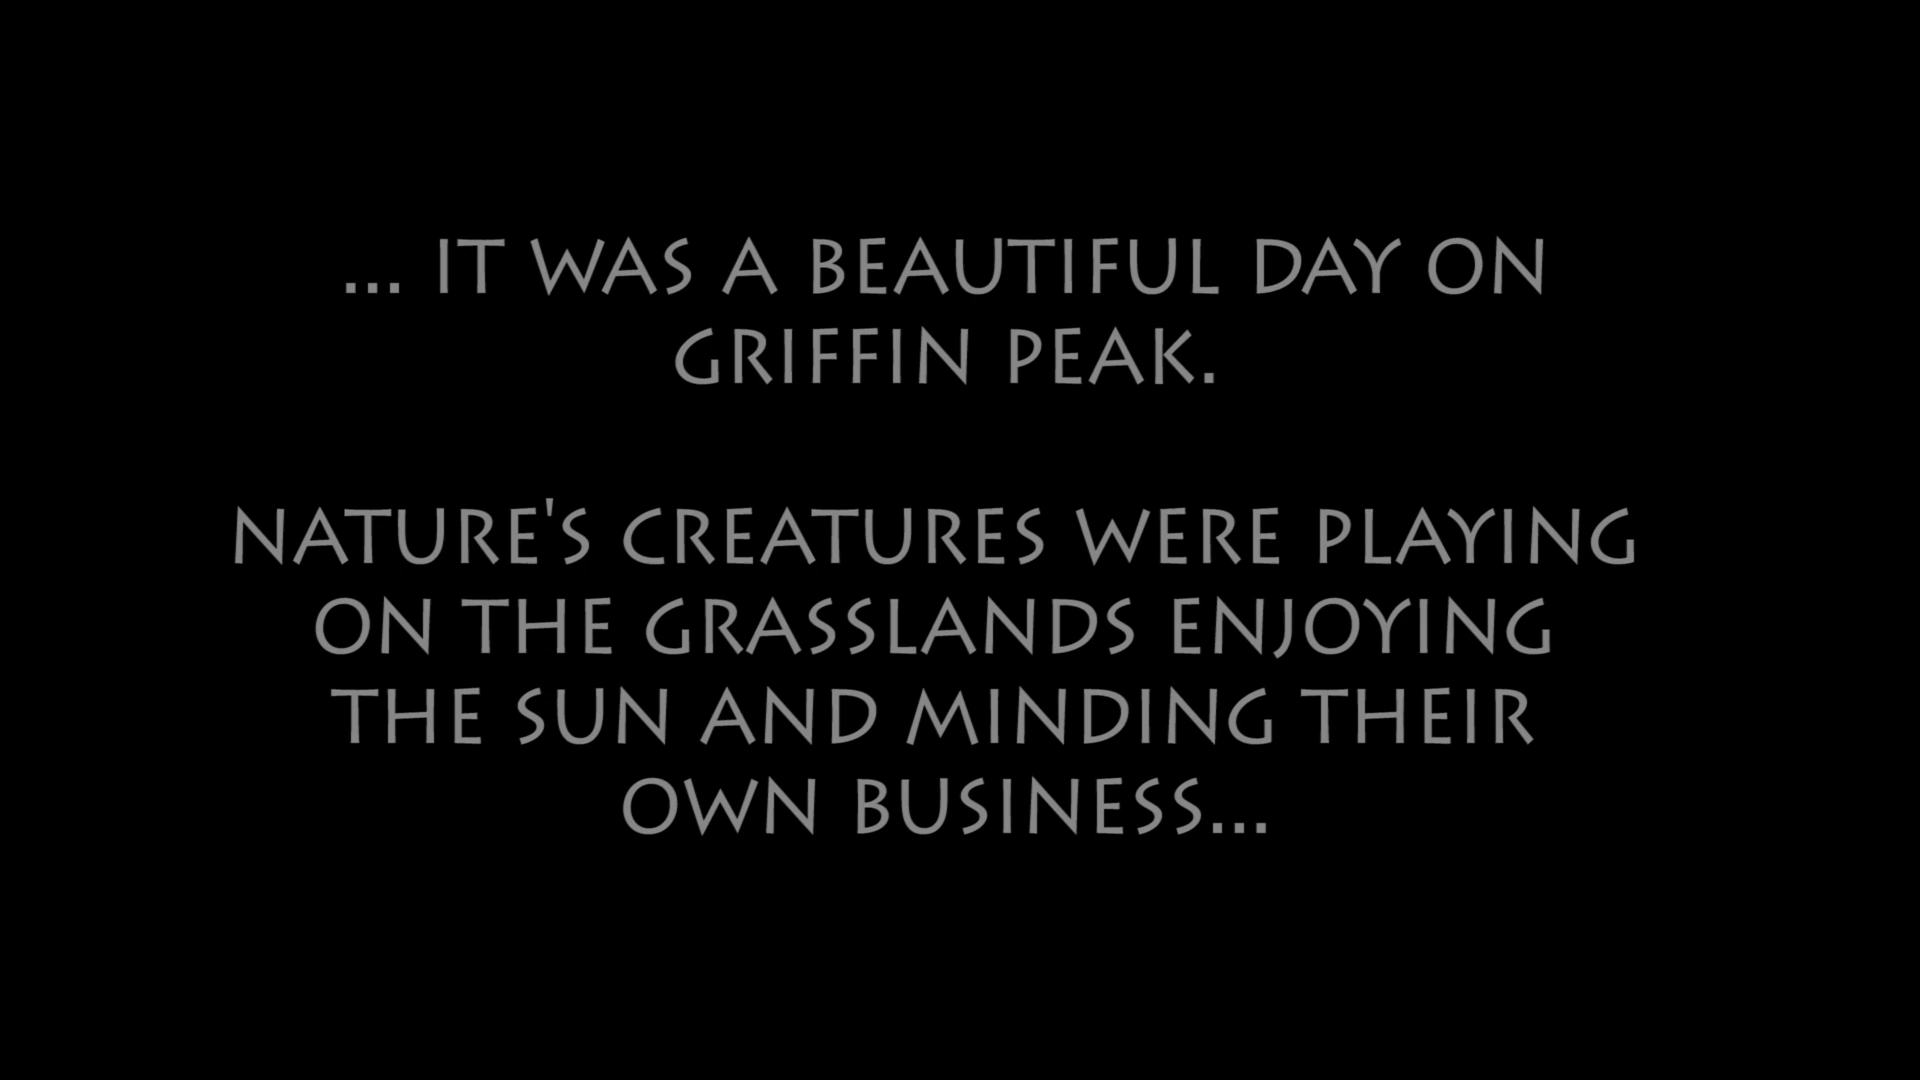 ... IT WAS A BEAUTIFUL DAY ON
GRIFFIN PEAK.
NATURE'S CREATURES WERE PLAYING
ON THE GRASSLANDS ENJOYING
THE SUN AND MINDING THEIR
OWN BUSINESS...